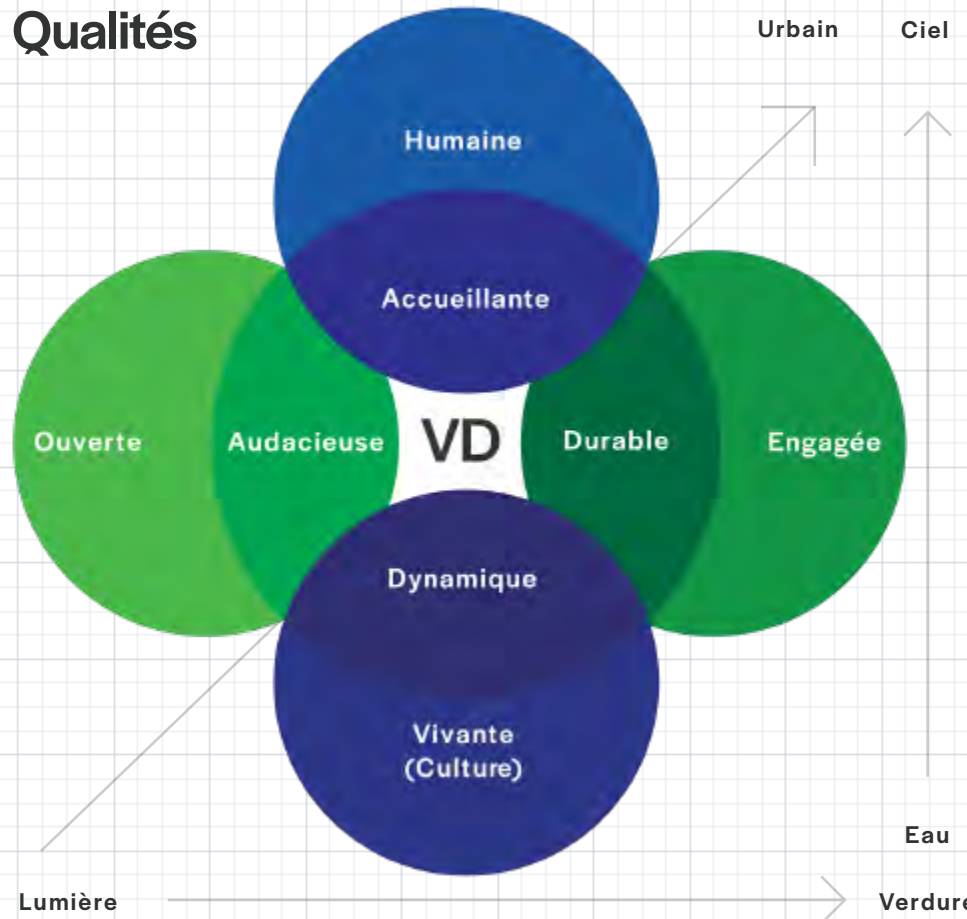 Qualités
Urbain
Ciel
Humaine
Accueillante
Ouverte
Audacieuse
VD
Durable
Engagée
Dynamique
Vivante
(Culture)
Eau
Lumière
Verdure